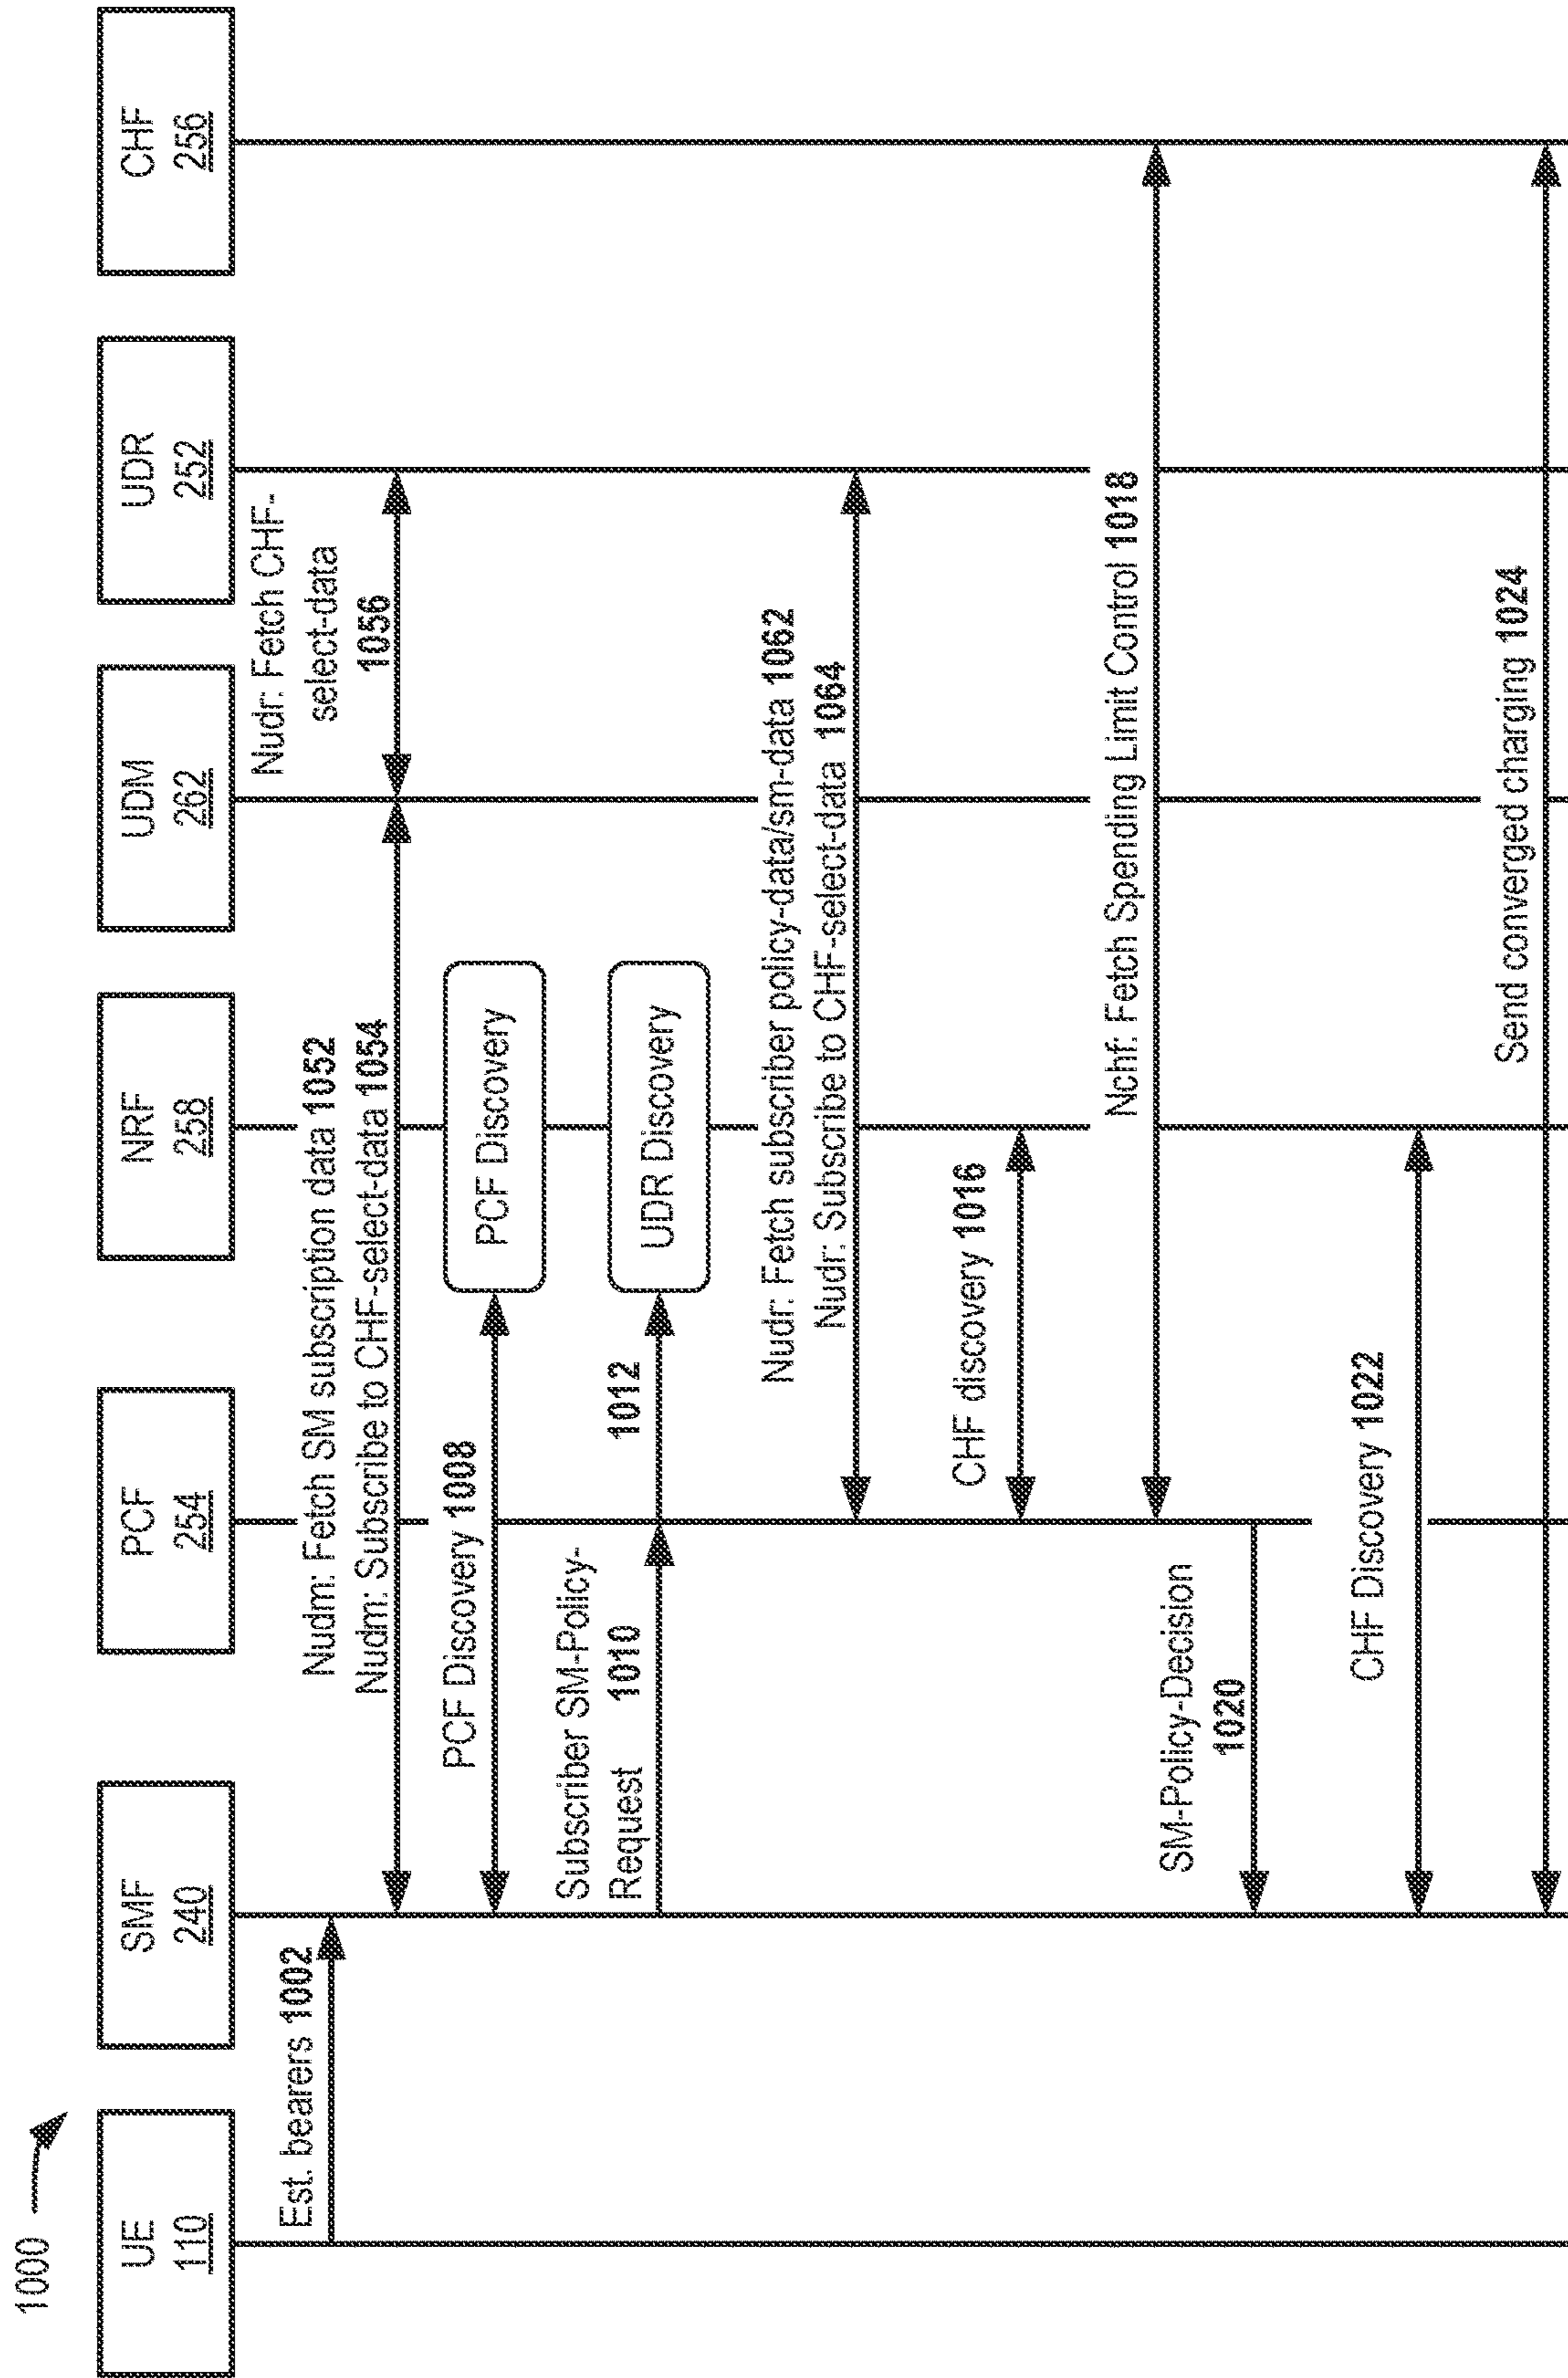 1000
UE
110
SMF
240
PCF
254
NRF
258
UDM
262
UDR
252
CHF
256
Est. bearers 1002
Nudm: Fetch SM subscription data 1052
Nudm: Subscribe to CHF-select-data 1054
Nudr: Fetch CHF-
select-data
1056
PCF Discovery 1008
PCF Discovery
Subscriber SM-Policy-
Request 1010
1012
UDR Discovery
Nudr: Fetch subscriber policy-data/sm-data 1062
Nudr: Subscribe to CHF-select-data 1064
CHF discovery 1016
Nchf: Fetch Spending Limit Control 1018
SM-Policy-Decision
1020
CHF Discovery 1022
Send converged charging 1024